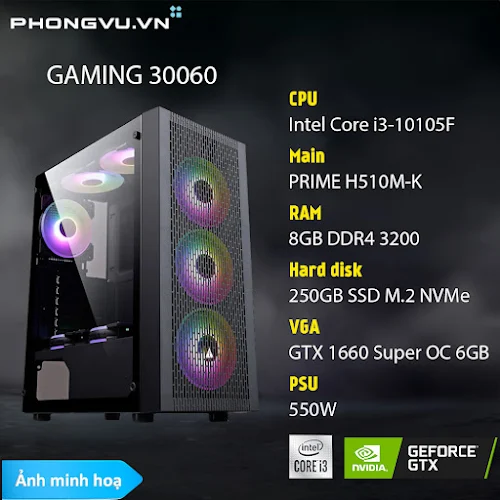 PHONGVU.VN
GAMING 30060
CPU
Intel Core i3-10105F
Main
PRIME H510M-K
RAM
8GB DDR4 3200
Hard disk
250GB SSD M.2 NVMe
VGA
GTX 1660 Super OC 6GB
PSU
550W
intel
CORE i3
NVIDIA.
GEFORCE
GTX
Ảnh minh hoạ